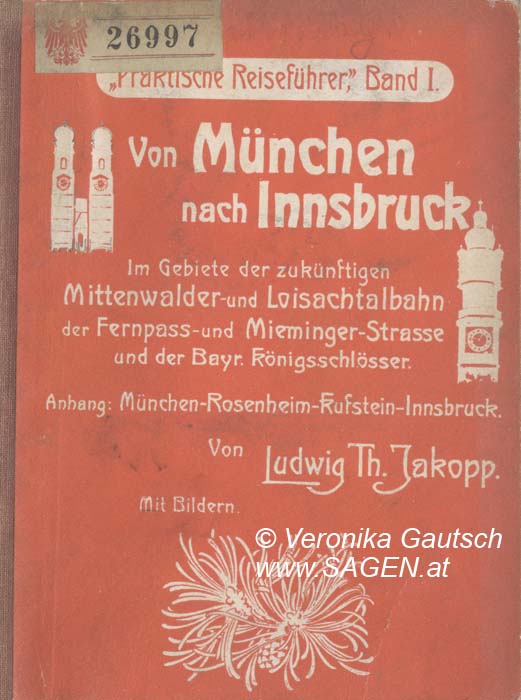 26997
„Praktische Reiseführer,” Band I.
Von München
nach Innsbruck
Im Gebiete der zukünftigen
Mittenwalder- und Loisachtalbahn
der Fernpass- und Mieminger-Strasse
und der Bayr. Königsschlösser.
Anhang: München-Rosenheim-Kufstein-Innsbruck.
Von Ludwig Th. Jakopp.
Mit Bildern.
© Veronika Gautsch
www.SAGEN.at